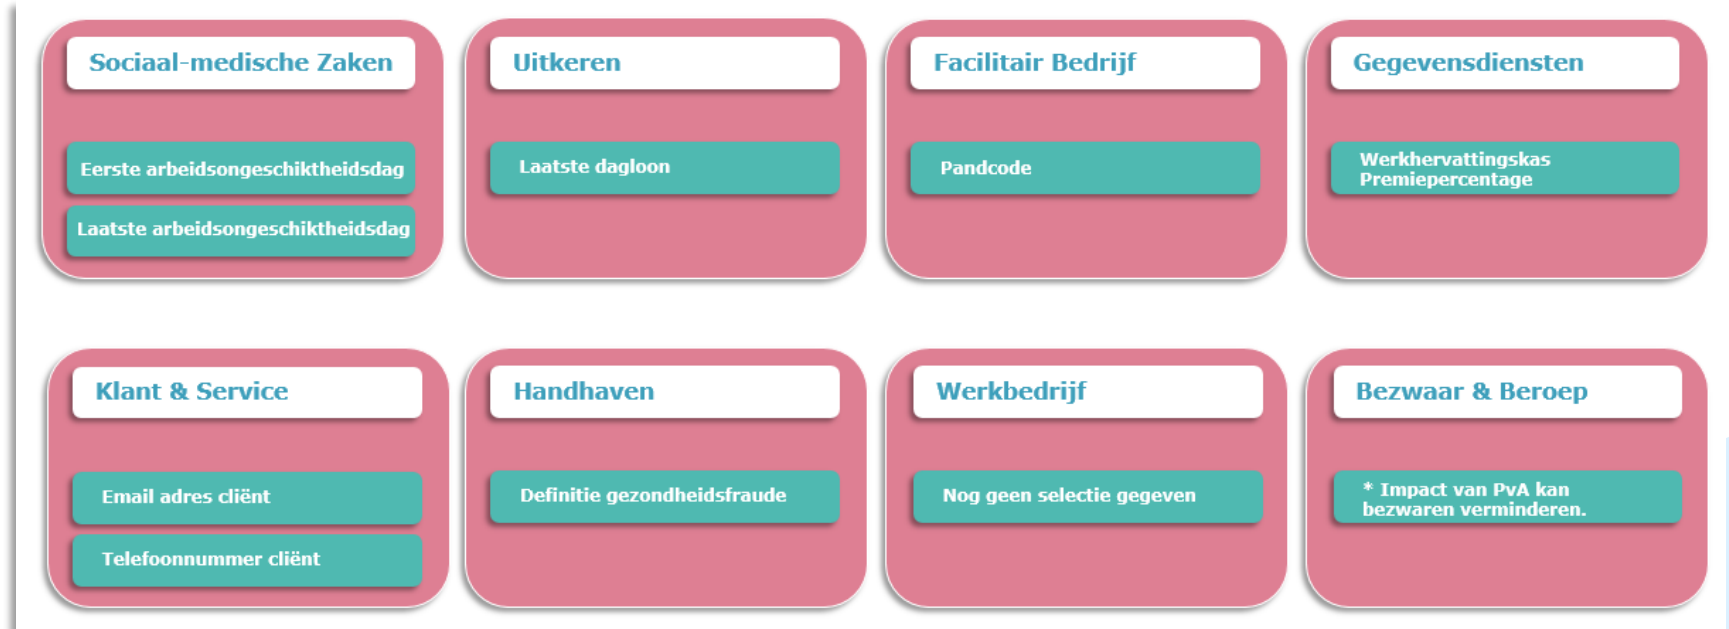 Sociaal-medische Zaken
Eerste arbeidsongeschiktheidsdag
Laatste arbeidsongeschiktheidsdag
Uitkeren
Laatste dagloon
Facilitair Bedrijf
Pandcode
Gegevensdiensten
Werkhervattingskas
Premiepercentage
Klant & Service
Email adres cliënt
Telefoonnummer cliënt
Handhaven
Definitie gezondheidsfraude
Werkbedrijf
Nog geen selectie gegeven
Bezwaar & Beroep
* Impact van PvA kan
bezwaren verminderen.